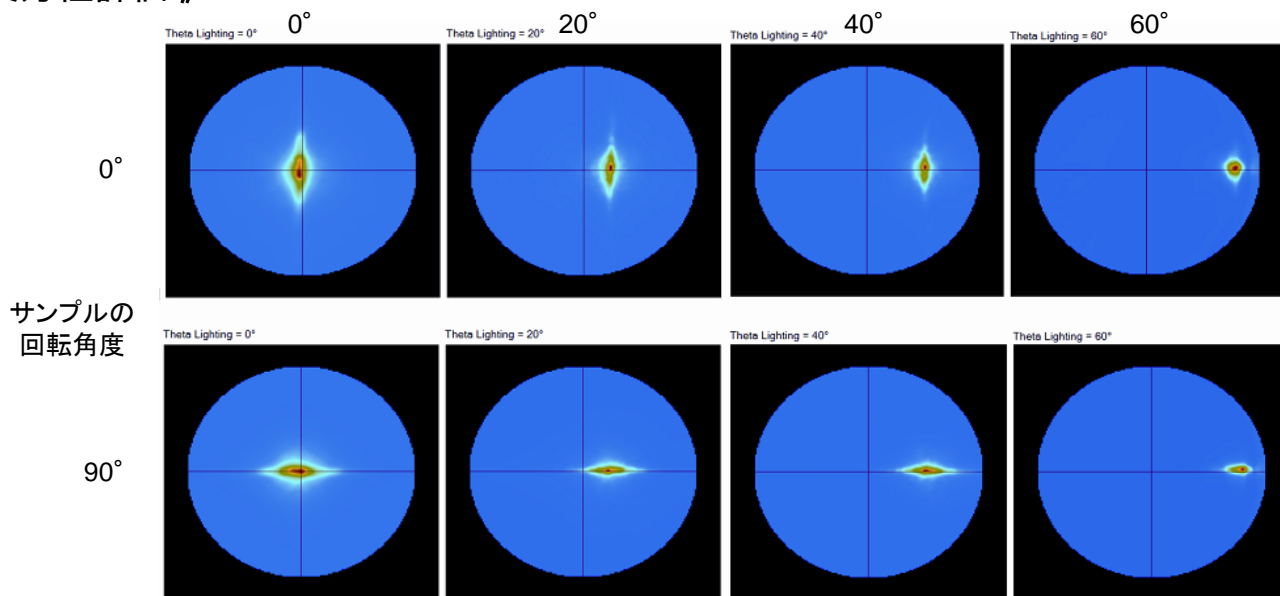 0°
20°
40°
60°
Theta Lighting = 0°
Theta Lighting = 20°
Theta Lighting = 40°
Theta Lighting = 60°
0°
サンプルの
回転角度
Theta Lighting = 0°
Theta Lighting = 20°
Theta Lighting = 40°
Theta Lighting = 60°
90°